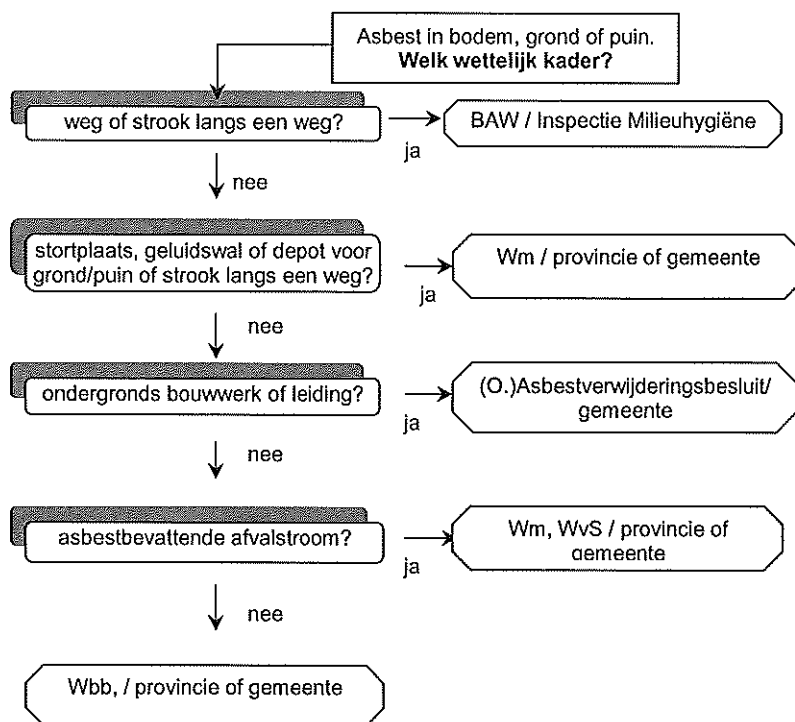 Asbest in bodem, grond of puin.
Welk wettelijk kader?
weg of strook langs een weg?
ja
BAW / Inspectie Milieuhygiëne
nee
stortplaats, geluidswal of depot voor
grond/puin of strook langs een weg?
ja
Wm / provincie of gemeente
nee
ondergronds bouwwerk of leiding?
ja
(O.)Asbestverwijderingsbesluit/
gemeente
nee
asbestbevattende afvalstroom?
ja
Wm, WvS / provincie of
gemeente
nee
Wbb, / provincie of gemeente